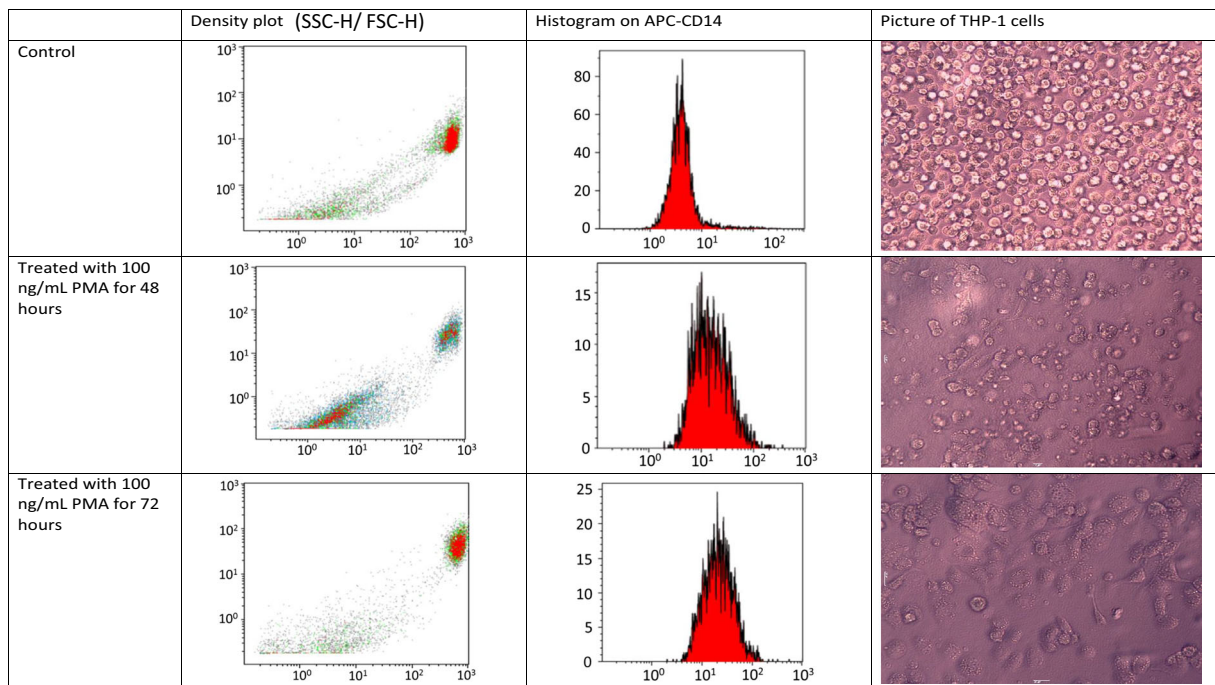 Density plot (SSC-H/ FSC-H)
Histogram on APC-CD14
Picture of THP-1 cells
Control
10³
10²
10¹
10⁰
10⁰ 10¹ 10² 10³
80
60
40
20
0
10⁰ 10¹ 10²
Treated with 100
ng/mL PMA for 48
hours
10³
10²
10¹
10⁰
10⁰ 10¹ 10² 10³
15
10
5
0
10⁰ 10¹ 10² 10³
Treated with 100
ng/mL PMA for 72
hours
10³
10²
10¹
10⁰
10⁰ 10¹ 10² 10³
25
20
15
10
5
0
10⁰ 10¹ 10² 10³